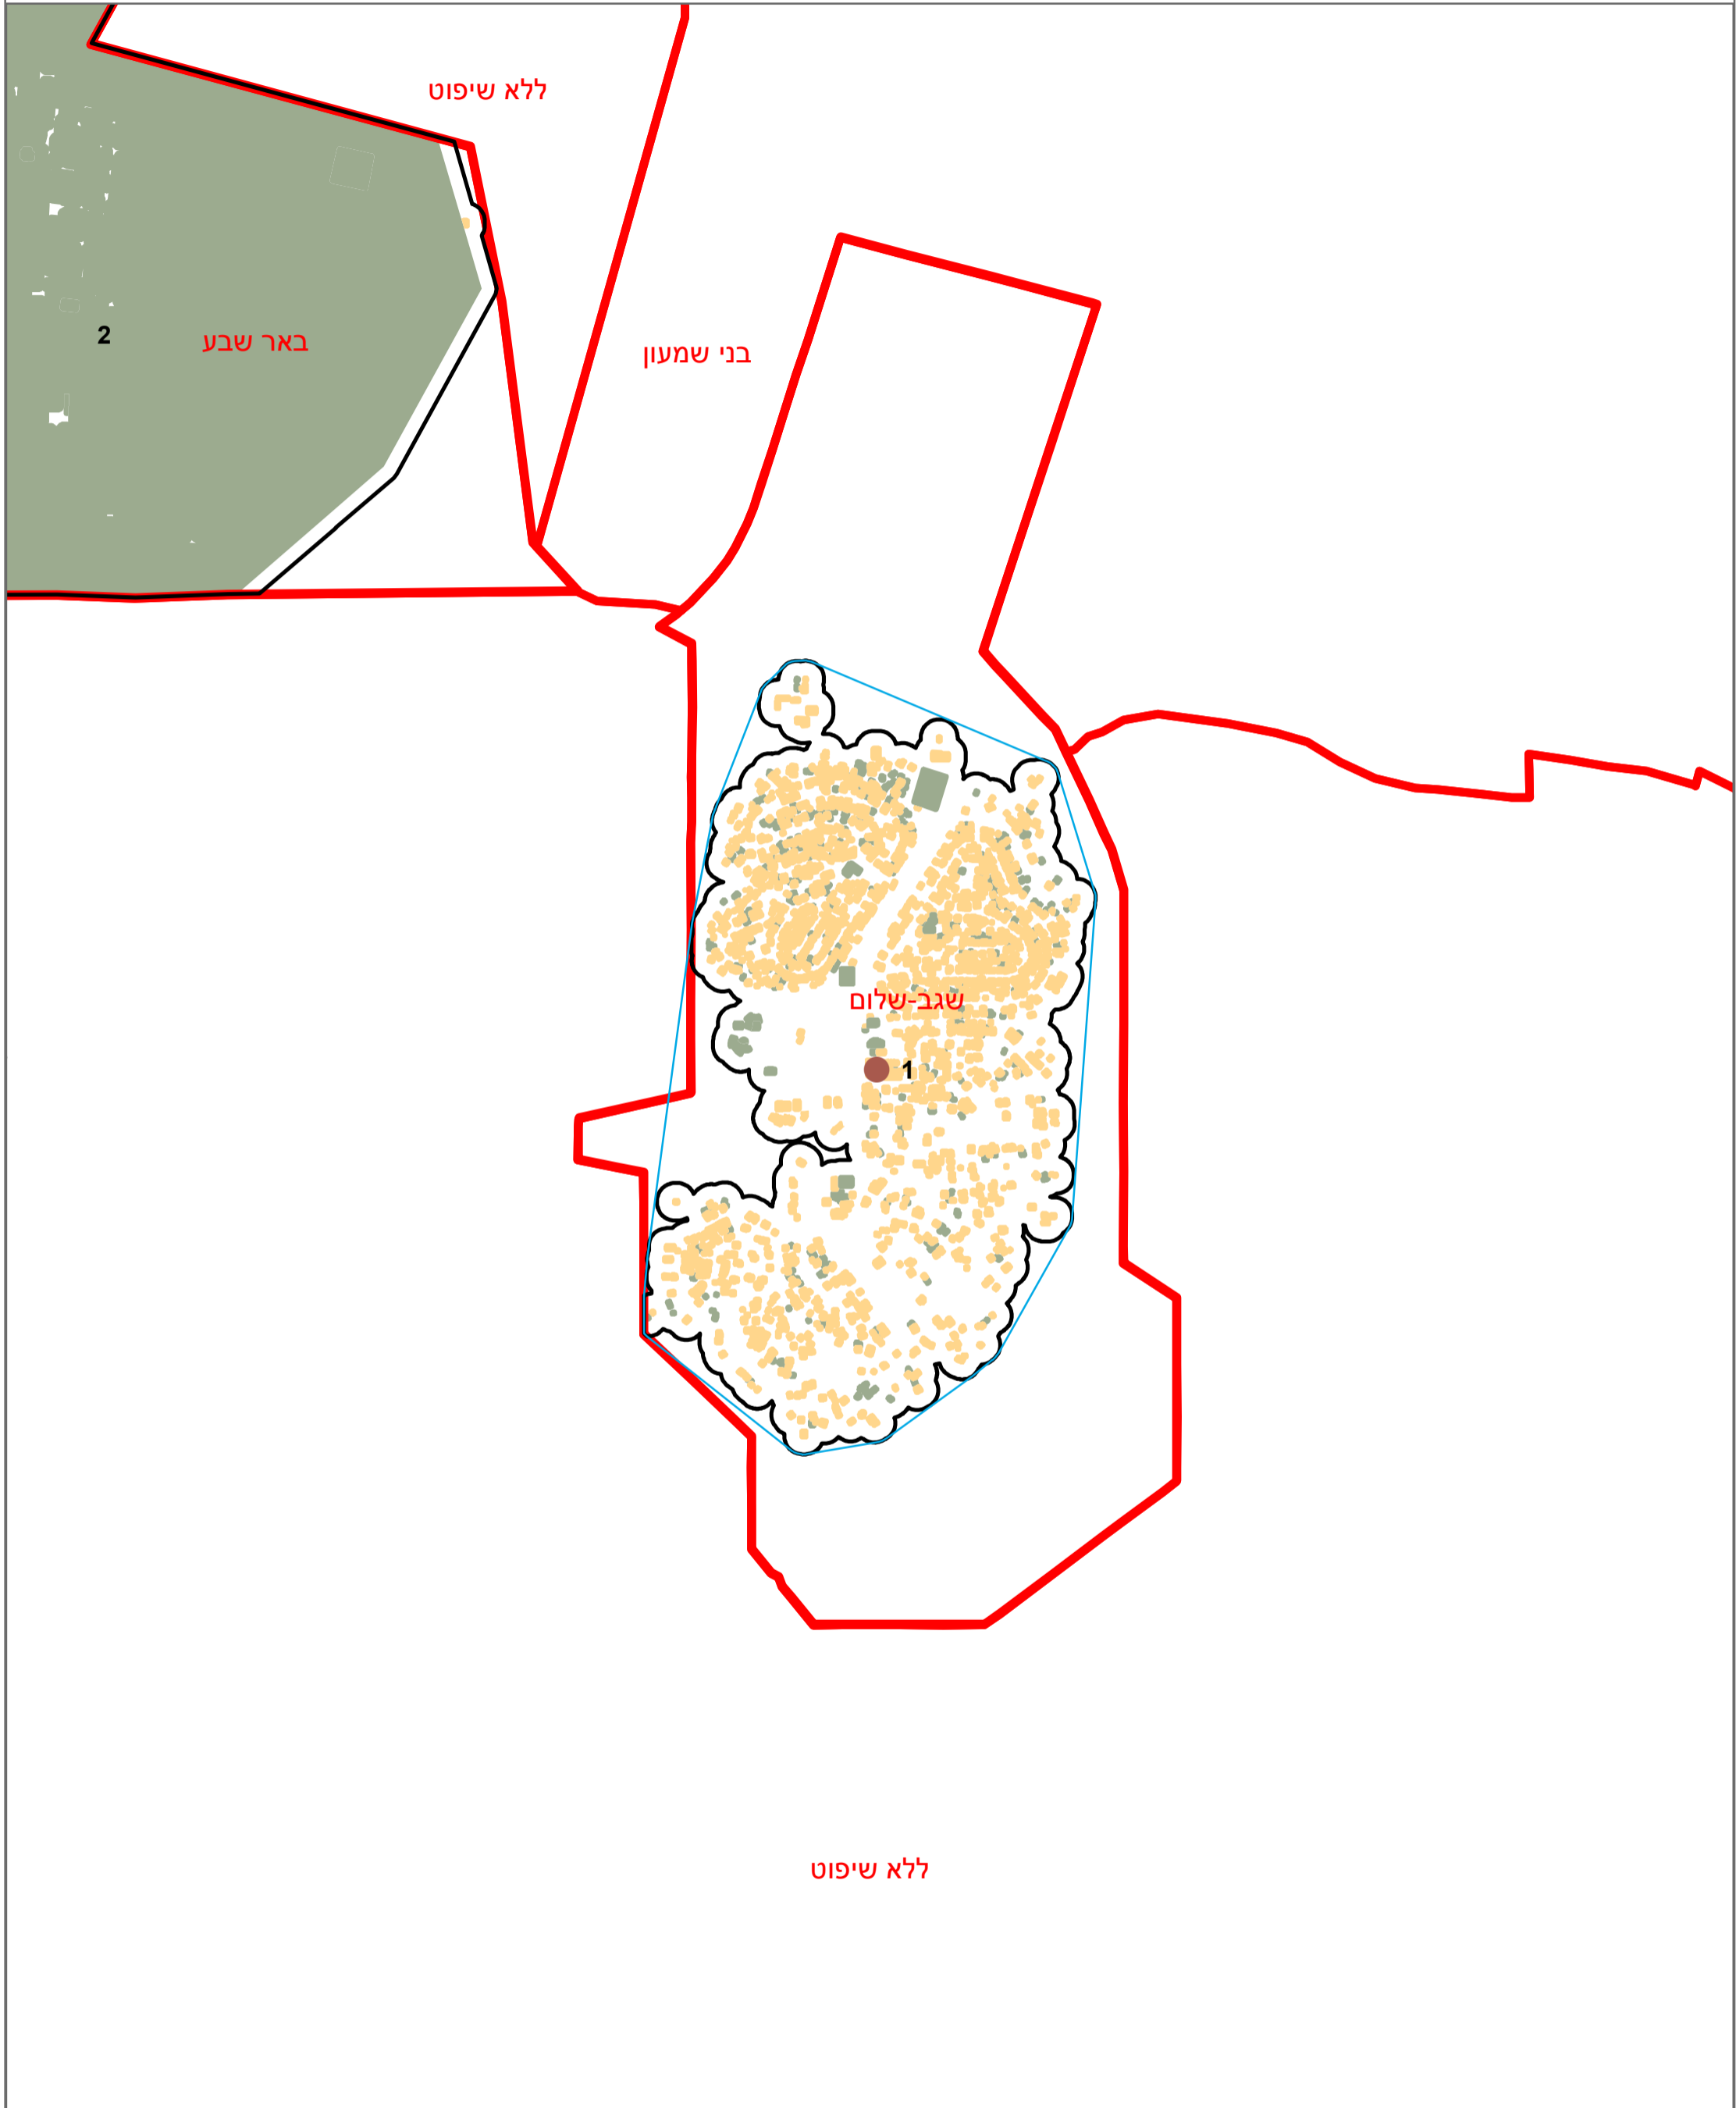 ללא שיפוט
2
באר שבע
בני שמעון
שגב-שלום
1
ללא שיפוט